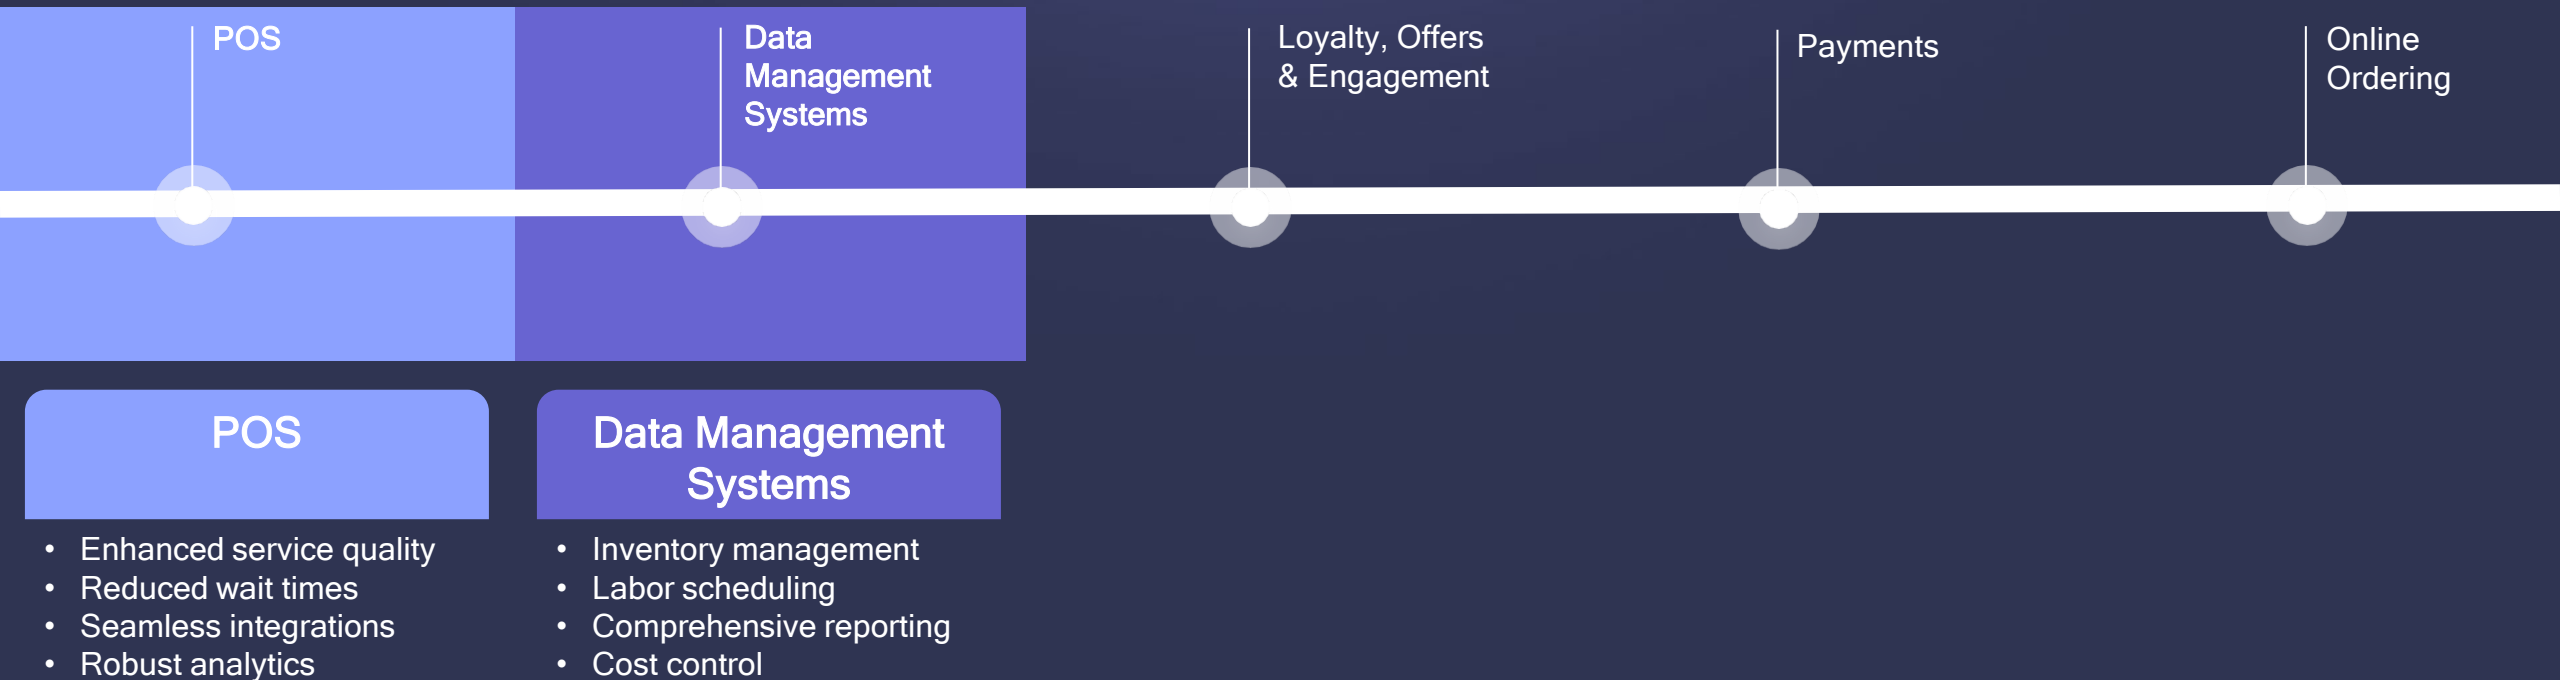 POS
Data
Management
Systems
Loyalty, Offers
& Engagement
Payments
Online
Ordering
POS
• Enhanced service quality
• Reduced wait times
• Seamless integrations
• Robust analytics
Data Management
Systems
• Inventory management
• Labor scheduling
• Comprehensive reporting
• Cost control